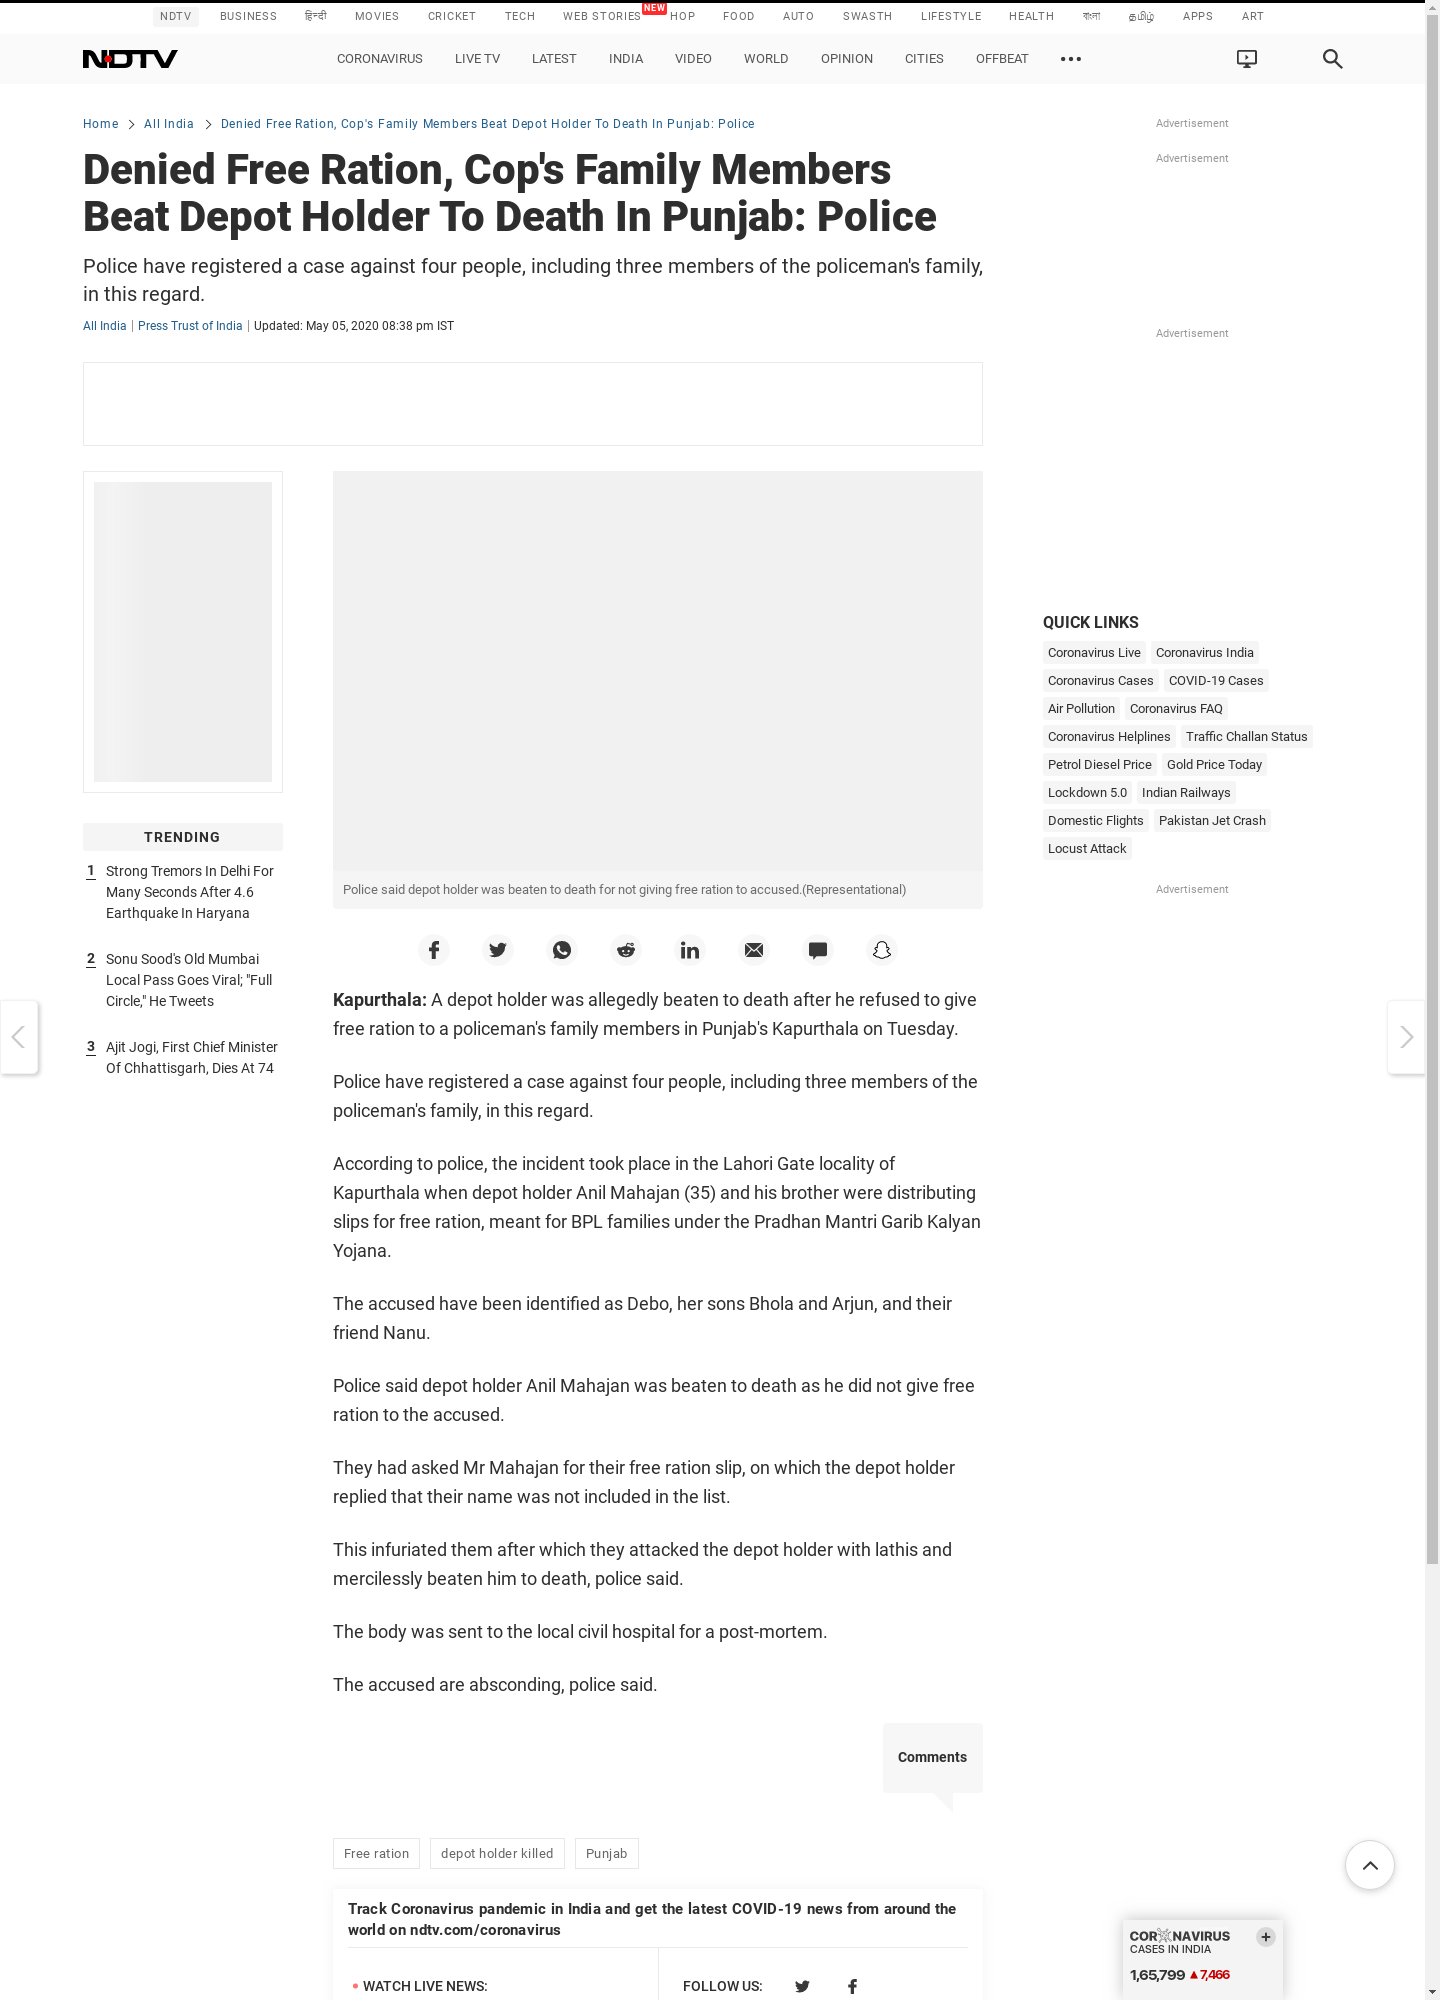 NDTV BUSINESS हिन्दी MOVIES CRICKET TECH WEB STORIES NEW HOP FOOD AUTO SWASTH LIFESTYLE HEALTH বাংলা தமிழ் APPS ART
NDTV CORONAVIRUS LIVE TV LATEST INDIA VIDEO WORLD OPINION CITIES OFFBEAT
Home All India Denied Free Ration, Cop's Family Members Beat Depot Holder To Death In Punjab: Police
Denied Free Ration, Cop's Family Members
Beat Depot Holder To Death In Punjab: Police
Police have registered a case against four people, including three members of the policeman's family,
in this regard.
All India | Press Trust of India | Updated: May 05, 2020 08:38 pm IST
TRENDING
1 Strong Tremors In Delhi For
Many Seconds After 4.6
Earthquake In Haryana
2 Sonu Sood's Old Mumbai
Local Pass Goes Viral; "Full
Circle," He Tweets
3 Ajit Jogi, First Chief Minister
Of Chhattisgarh, Dies At 74
Police said depot holder was beaten to death for not giving free ration to accused.(Representational)
Kapurthala: A depot holder was allegedly beaten to death after he refused to give
free ration to a policeman's family members in Punjab's Kapurthala on Tuesday.
Police have registered a case against four people, including three members of the
policeman's family, in this regard.
According to police, the incident took place in the Lahori Gate locality of
Kapurthala when depot holder Anil Mahajan (35) and his brother were distributing
slips for free ration, meant for BPL families under the Pradhan Mantri Garib Kalyan
Yojana.
The accused have been identified as Debo, her sons Bhola and Arjun, and their
friend Nanu.
Police said depot holder Anil Mahajan was beaten to death as he did not give free
ration to the accused.
They had asked Mr Mahajan for their free ration slip, on which the depot holder
replied that their name was not included in the list.
This infuriated them after which they attacked the depot holder with lathis and
mercilessly beaten him to death, police said.
The body was sent to the local civil hospital for a post-mortem.
The accused are absconding, police said.
Comments
Free ration depot holder killed Punjab
Track Coronavirus pandemic in India and get the latest COVID-19 news from around the
world on ndtv.com/coronavirus
WATCH LIVE NEWS: FOLLOW US:
Advertisement
Advertisement
Advertisement
QUICK LINKS
Coronavirus Live Coronavirus India
Coronavirus Cases COVID-19 Cases
Air Pollution Coronavirus FAQ
Coronavirus Helplines Traffic Challan Status
Petrol Diesel Price Gold Price Today
Lockdown 5.0 Indian Railways
Domestic Flights Pakistan Jet Crash
Locust Attack
Advertisement
CORONAVIRUS
CASES IN INDIA
1,65,799 ▲7,466